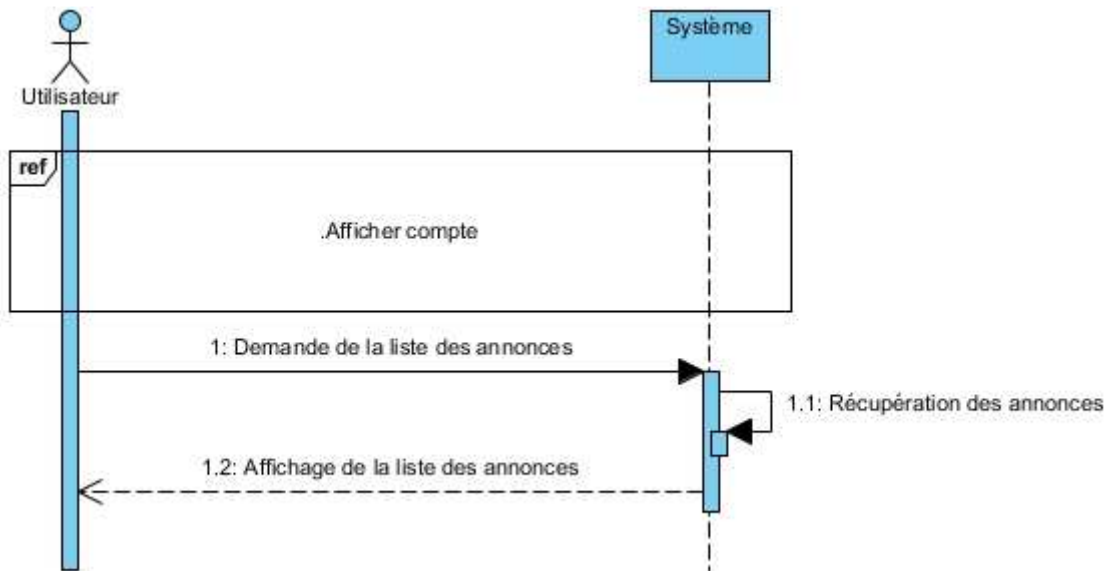 Système
Utilisateur
ref
.Afficher compte
1: Demande de la liste des annonces
1.1: Récupération des annonces
1.2: Affichage de la liste des annonces